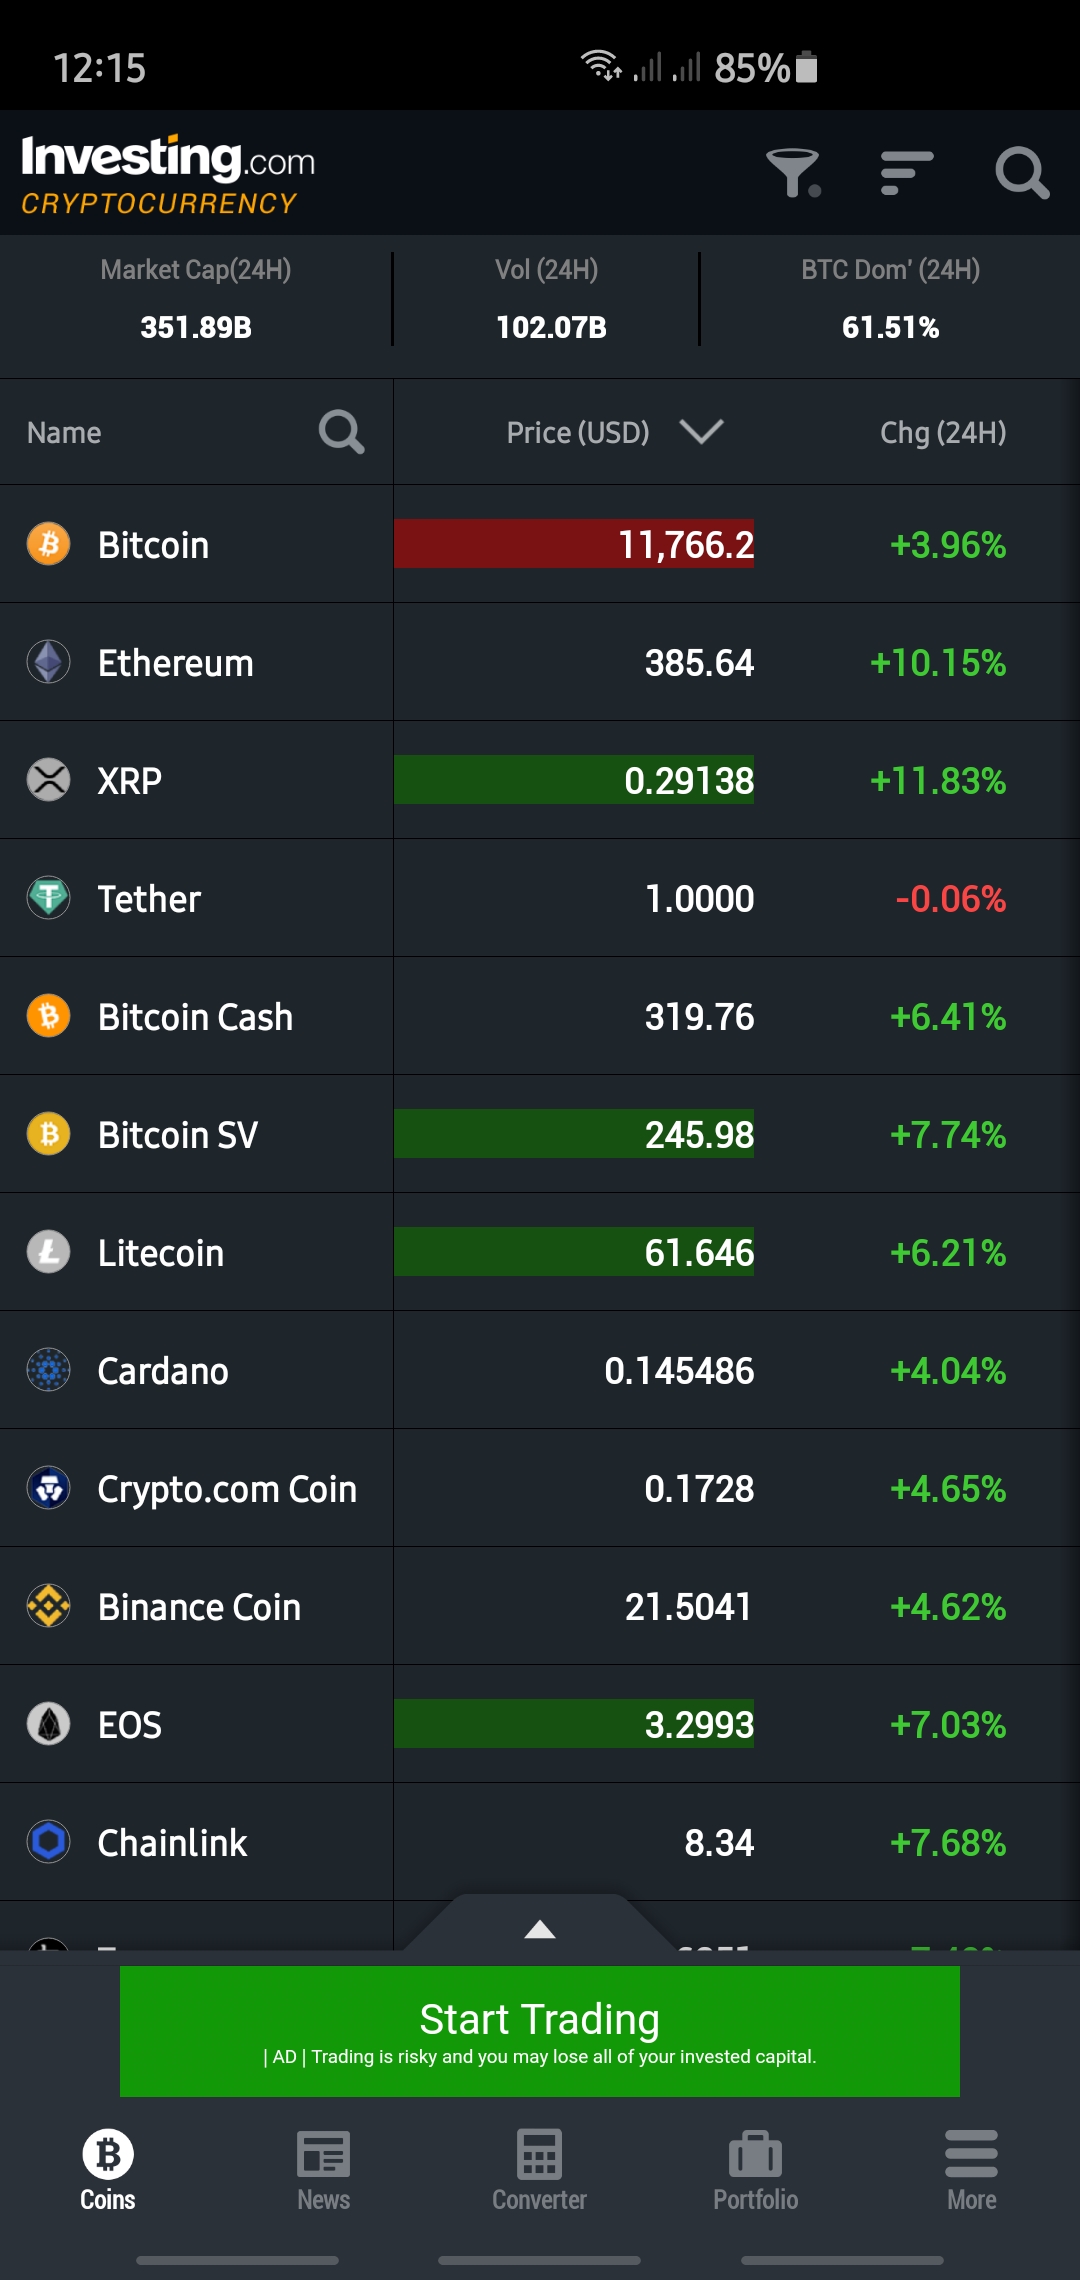 12:15 85%
Investing.com
CRYPTOCURRENCY
Market Cap(24H) Vol (24H) BTC Dom' (24H)
351.89B 102.07B 61.51%
Name Price (USD) Chg (24H)
Bitcoin 11,766.2 +3.96%
Ethereum 385.64 +10.15%
XRP 0.29138 +11.83%
Tether 1.0000 -0.06%
Bitcoin Cash 319.76 +6.41%
Bitcoin SV 245.98 +7.74%
Litecoin 61.646 +6.21%
Cardano 0.145486 +4.04%
Crypto.com Coin 0.1728 +4.65%
Binance Coin 21.5041 +4.62%
EOS 3.2993 +7.03%
Chainlink 8.34 +7.68%
Start Trading
| AD | Trading is risky and you may lose all of your invested capital.
Coins News Converter Portfolio More